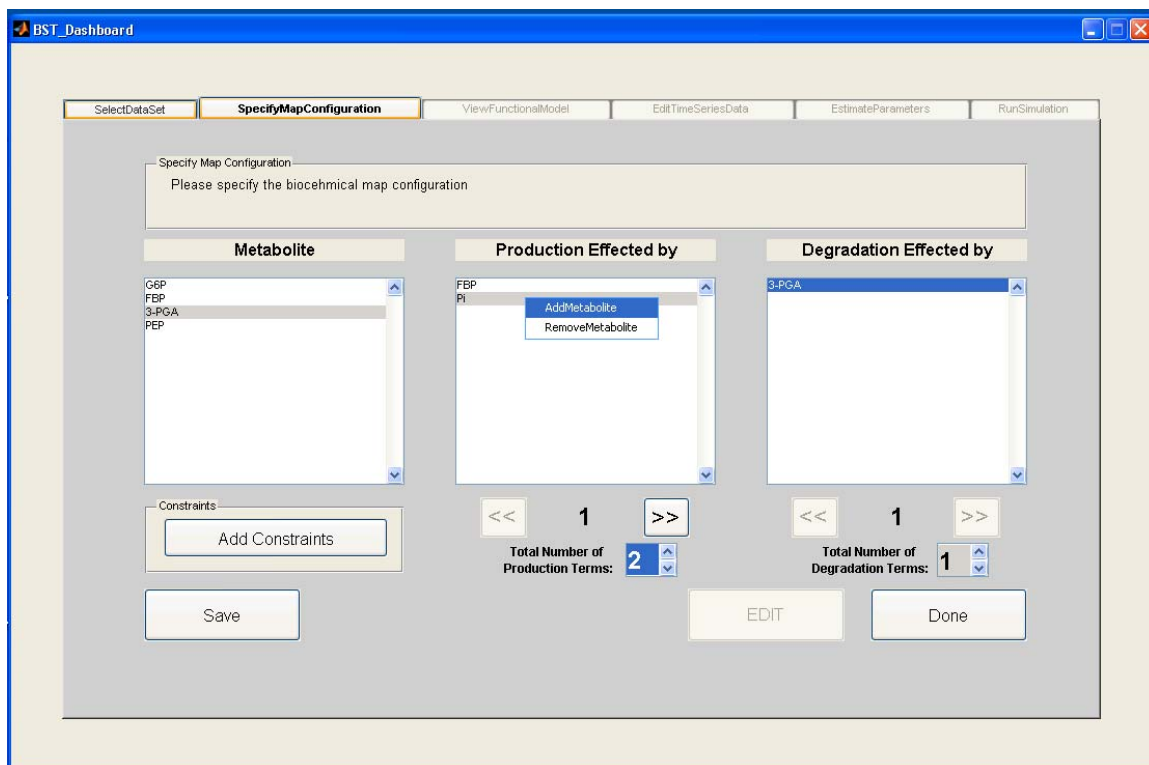 BST_Dashboard
SelectDataSet SpecifyMapConfiguration ViewFunctionalModel EditTimeSeriesData EstimateParameters RunSimulation
Specify Map Configuration
Please specify the biocehmical map configuration
Metabolite Production Effected by Degradation Effected by
G6P FBP 3-PGA
FBP Pi
3-PGA AddMetabolite
PEP RemoveMetabolite
Constraints
Add Constraints
<< 1 >> << 1 >>
Total Number of Production Terms: 2
Total Number of Degradation Terms: 1
Save EDIT Done